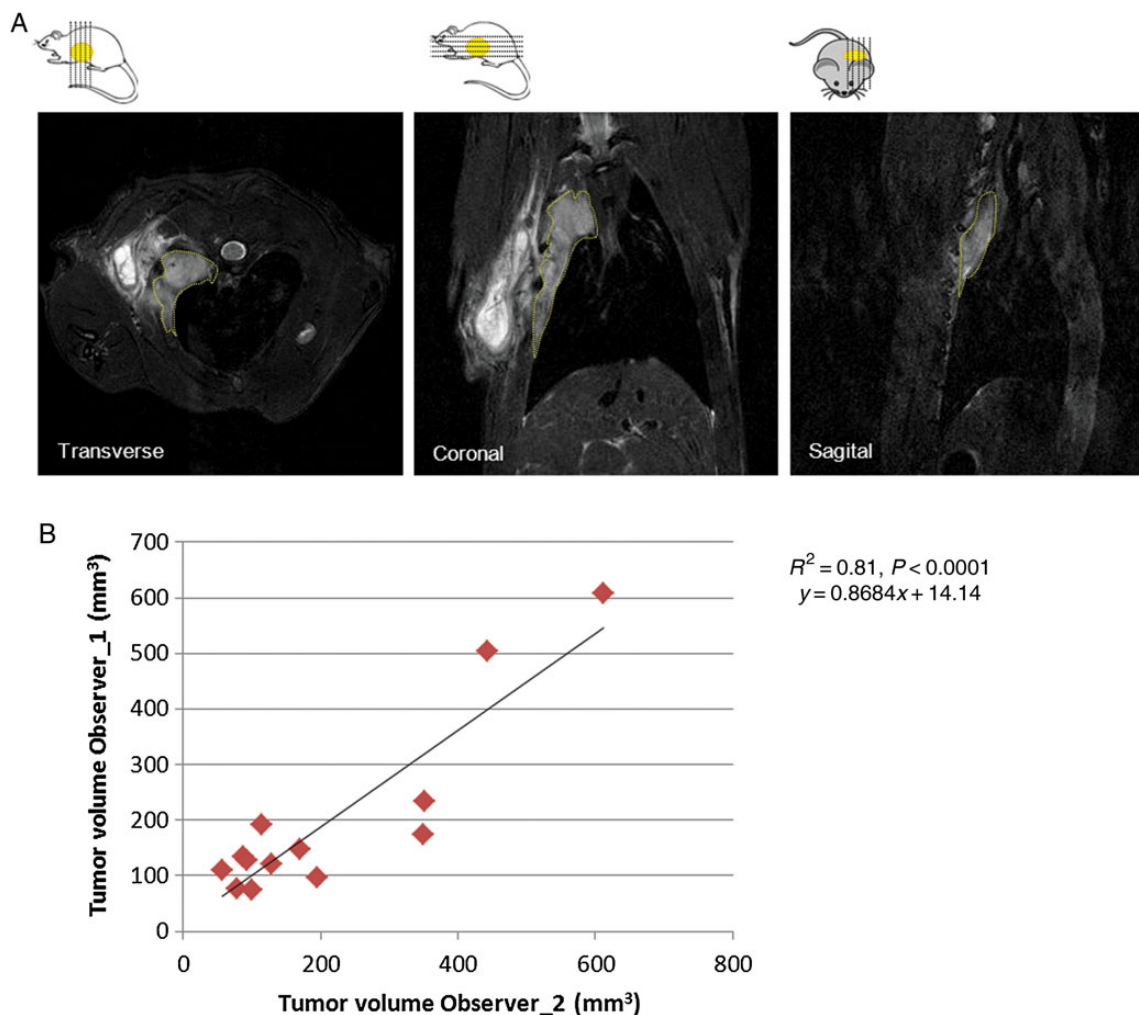 A
Transverse
Coronal
Sagital
B
Tumor volume Observer_1 (mm³)
700
600
500
400
300
200
100
0
0 200 400 600 800
Tumor volume Observer_2 (mm³)
R² = 0.81, P < 0.0001
y = 0.8684x + 14.14